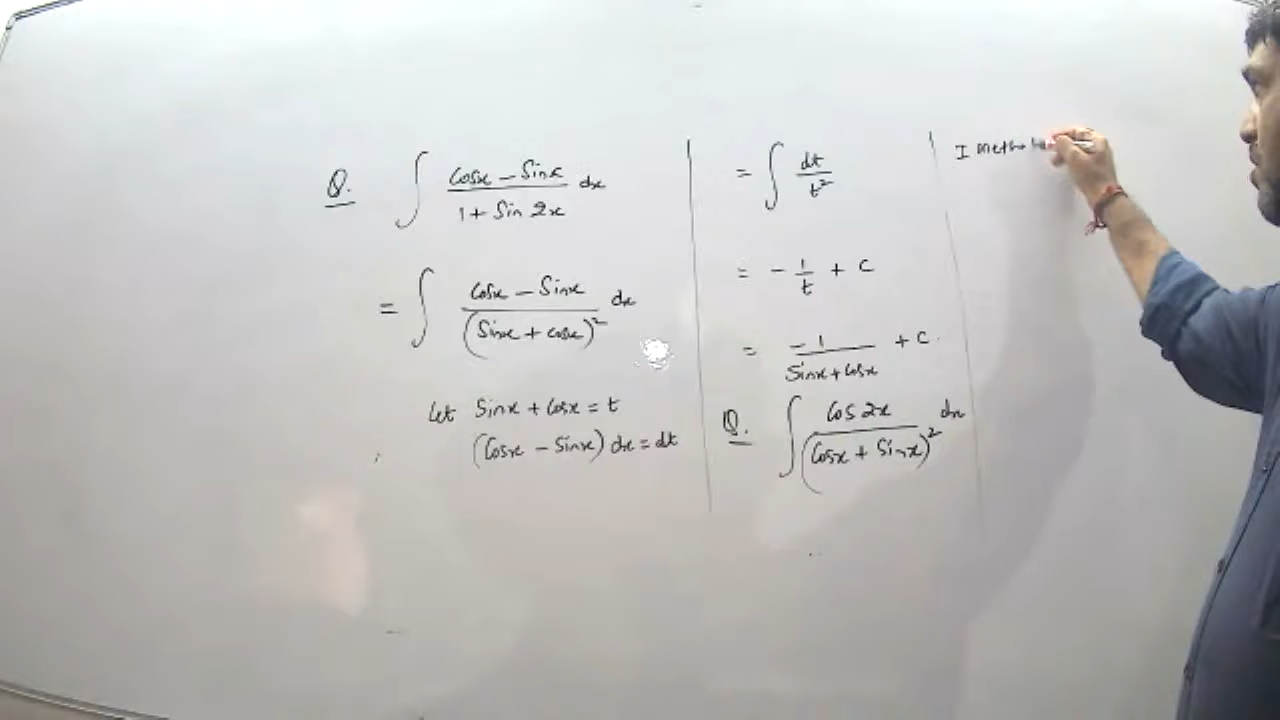 Q. ∫ (Cosx − Sinx)/(1 + Sin 2x) dx
= ∫ (Cosx − Sinx)/(Sinx + Cosx)² dx
Let Sinx + Cosx = t
(Cosx − Sinx) dx = dt
= ∫ dt/t²
= − 1/t + C
= −1/(Sinx + Cosx) + C.
Q. ∫ Cos 2x/(Cosx + Sinx)² dx
I